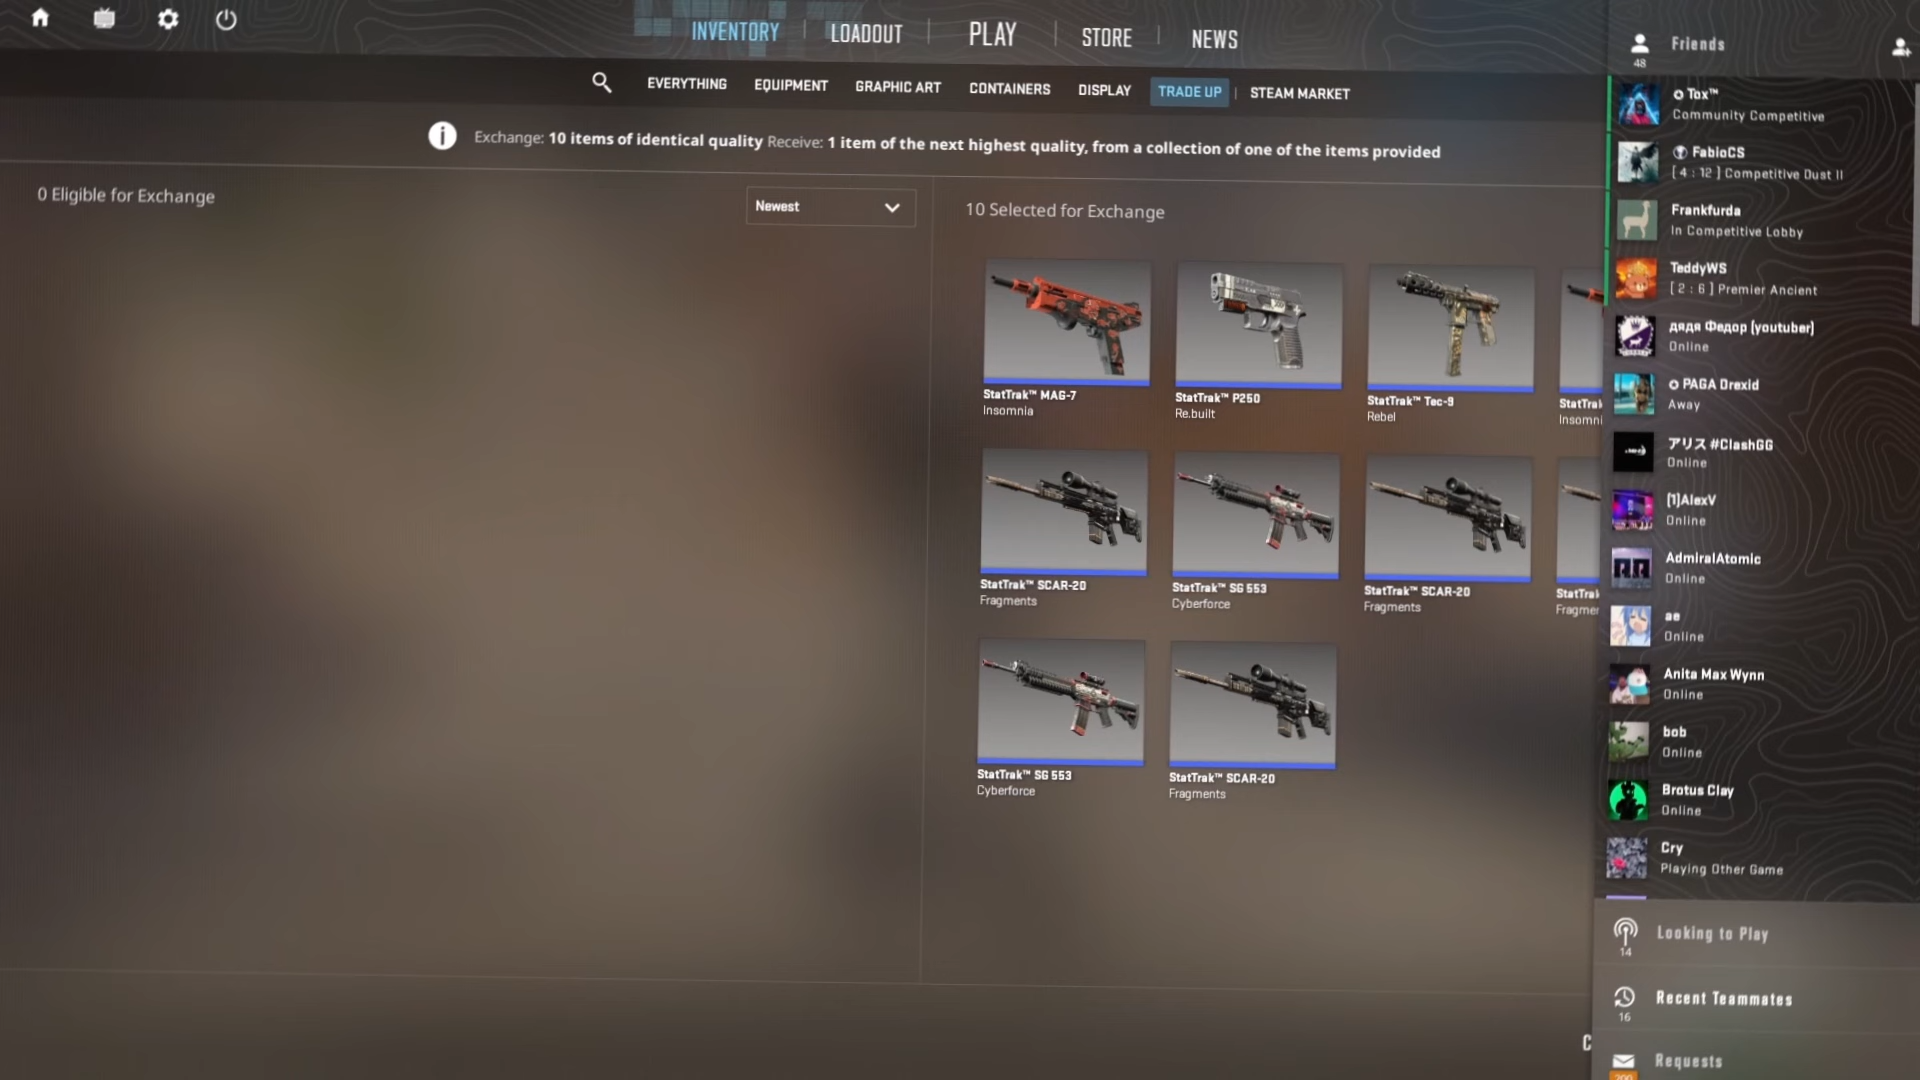 INVENTORY
LOADOUT
PLAY
STORE
NEWS
EVERYTHING
EQUIPMENT
GRAPHIC ART
CONTAINERS
DISPLAY
TRADE UP
STEAM MARKET
Exchange: 10 items of identical quality Receive: 1 item of the next highest quality, from a collection of one of the items provided
0 Eligible for Exchange
Newest
10 Selected for Exchange
StatTrak™ MAG-7
Insomnia
StatTrak™ P250
Re.built
StatTrak™ Tec-9
Rebel
StatTrak
Insomni
StatTrak™ SCAR-20
Fragments
StatTrak™ SG 553
Cyberforce
StatTrak™ SCAR-20
Fragments
StatTrak
Fragme
StatTrak™ SG 553
Cyberforce
StatTrak™ SCAR-20
Fragments
C
Friends
48
Tox™
Community Competitive
FabioCS
[ 4 : 12 ] Competitive Dust II
Frankfurda
In Competitive Lobby
TeddyWS
[ 2 : 6 ] Premier Ancient
дядя Федор (youtuber)
Online
PAGA Drexid
Away
アリス #ClashGG
Online
(1)AlexV
Online
AdmiralAtomic
Online
ae
Online
Anita Max Wynn
Online
bob
Online
Brotus Clay
Online
Cry
Playing Other Game
Looking to Play
14
Recent Teammates
16
Requests